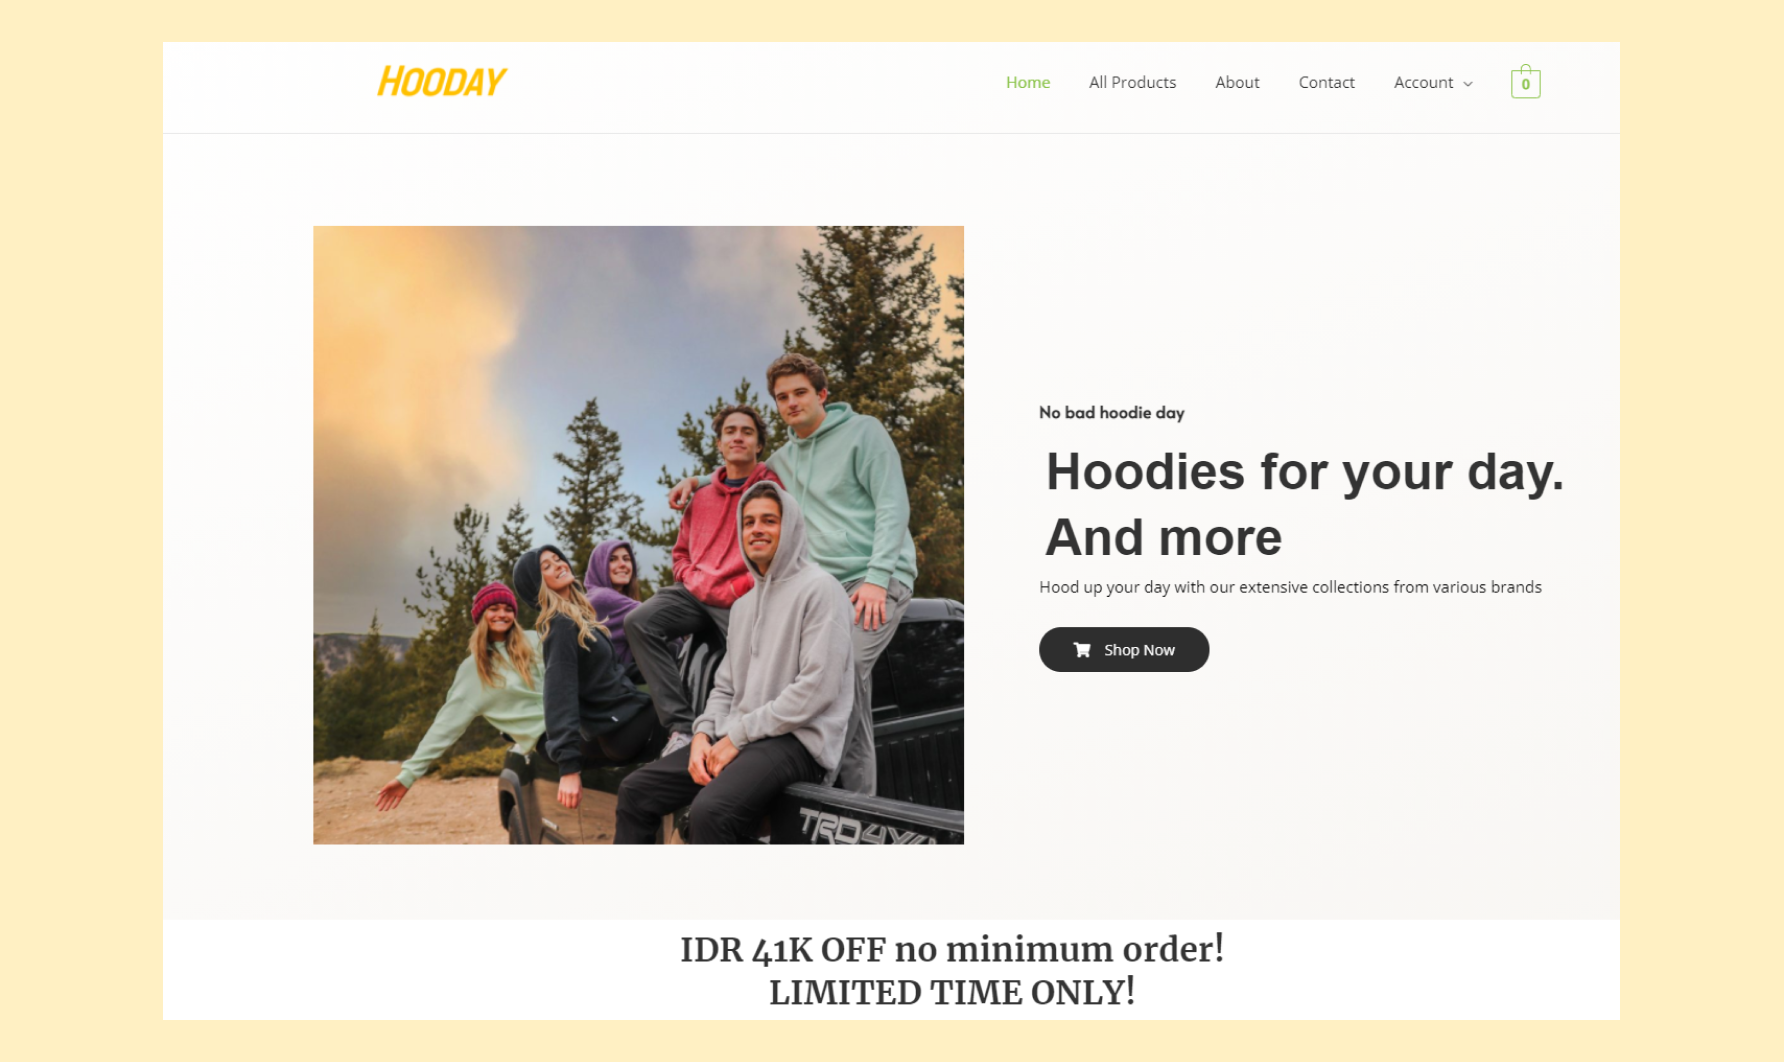 HOODAY
Home All Products About Contact Account 0
No bad hoodie day
Hoodies for your day.
And more
Hood up your day with our extensive collections from various brands
Shop Now
TRD 4X
IDR 41K OFF no minimum order!
LIMITED TIME ONLY!